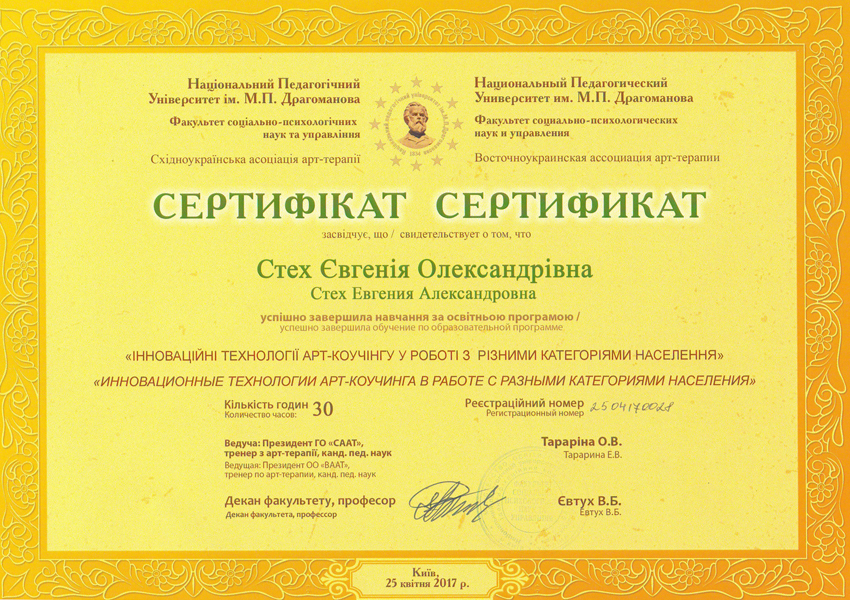 Національний Педагогічний
Університет ім. М.П. Драгоманова
Факультет соціально-психологічних
наук та управління
Східноукраїнська асоціація арт-терапії
Национальный Педагогический
Университет им. М.П. Драгоманова
Факультет социально-психологических
наук и управления
Восточноукраинская ассоциация арт-терапии
СЕРТИФІКАТ СЕРТИФИКАТ
засвідчує, що / свидетельствует о том, что
Стех Євгенія Олександрівна
Стех Евгения Александровна
успішно завершила навчання за освітньою програмою /
успешно завершила обучение по образовательной программе
«ІННОВАЦІЙНІ ТЕХНОЛОГІЇ АРТ-КОУЧІНГУ У РОБОТІ З РІЗНИМИ КАТЕГОРІЯМИ НАСЕЛЕННЯ»
«ИННОВАЦИОННЫЕ ТЕХНОЛОГИИ АРТ-КОУЧИНГА В РАБОТЕ С РАЗНЫМИ КАТЕГОРИЯМИ НАСЕЛЕНИЯ»
Кількість годин 30
Количество часов:
Реєстраційний номер 2504170028
Регистрационный номер
Ведуча: Президент ГО «СААТ»,
тренер з арт-терапії, канд. пед. наук
Ведущая: Президент ОО «ВААТ»,
тренер по арт-терапии, канд. пед. наук
Тараріна О.В.
Тарарина Е.В.
Декан факультету, професор
Декан факультета, профессор
Євтух В.Б.
Евтух В.Б.
Київ,
25 квітня 2017 р.